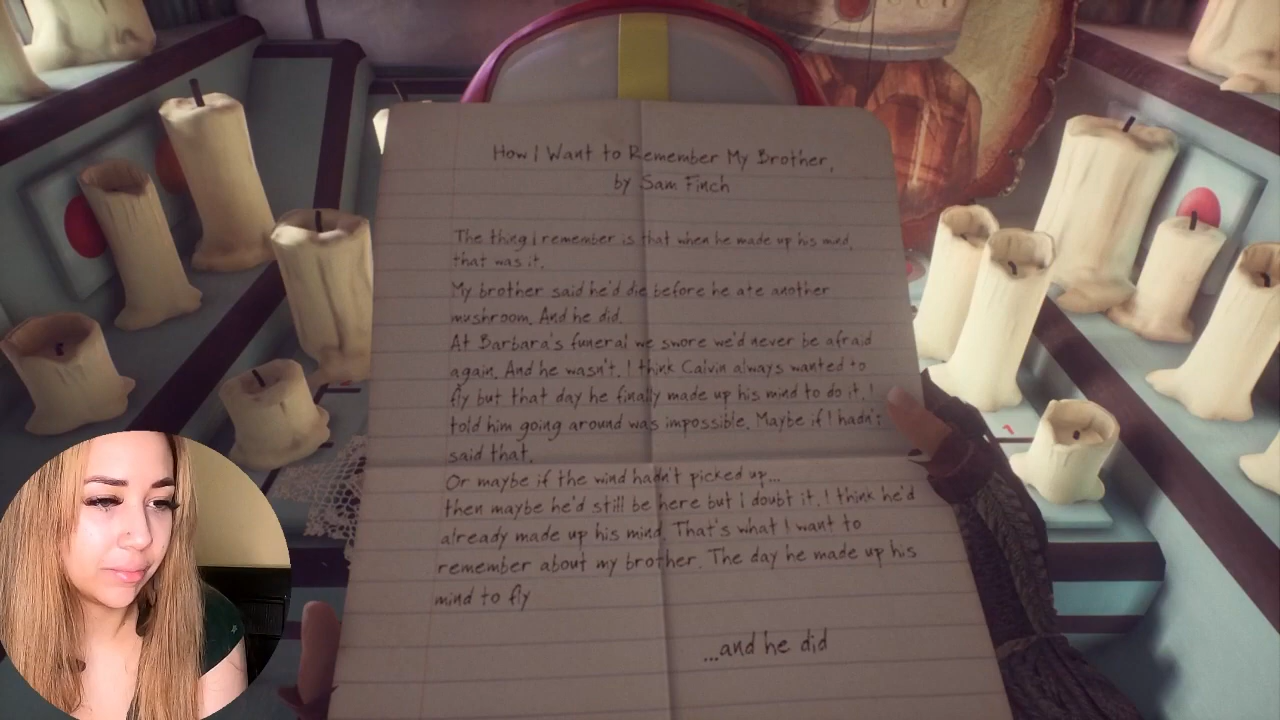 How I Want to Remember My Brother,
by Sam Finch
The thing I remember is that when he made up his mind,
that was it.
My brother said he'd die before he ate another
mushroom. And he did.
At Barbara's funeral we swore we'd never be afraid
again. And he wasn't. I think Calvin always wanted to
fly but that day he finally made up his mind to do it. I
told him going around was impossible. Maybe if I hadn't
said that.
Or maybe if the wind hadn't picked up...
then maybe he'd still be here but I doubt it. I think he'd
already made up his mind. That's what I want to
remember about my brother. The day he made up his
mind to fly
...and he did